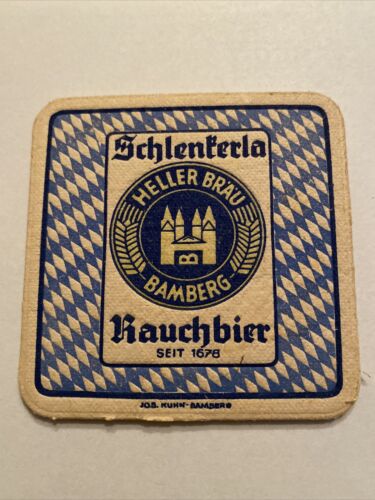 Schlenkerla
HELLER BRÄU
B
BAMBERG
Rauchbier
SEIT 1678
JOS. KUHN-BAMBERG